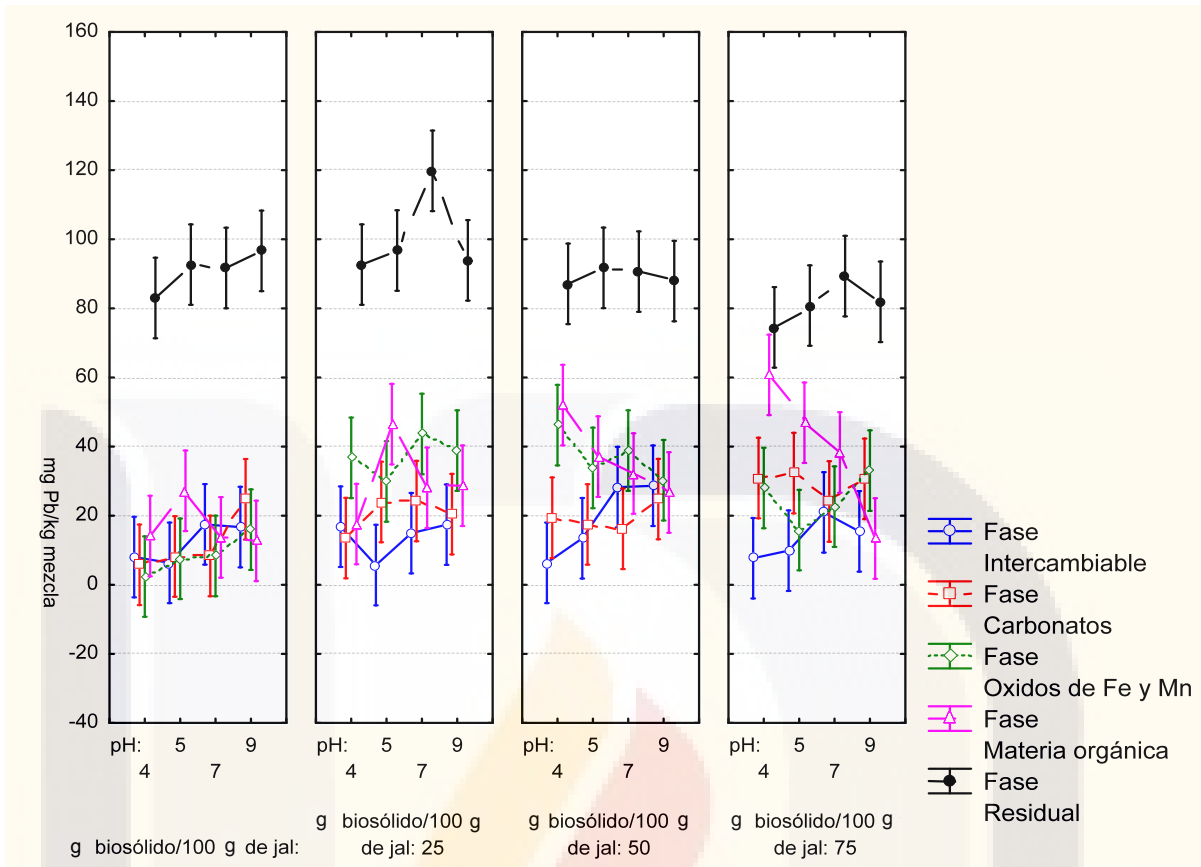 160
140
120
100
80
60
40
20
0
-20
-40
mg Pb/kg mezcla
pH: 5 9
4 7
g biosólido/100 g de jal:
5 9
4 7
g biosólido/100 g
de jal: 25
pH: 5 9
4 7
g biosólido/100 g
de jal: 50
pH: 5 9
4 7
g biosólido/100 g
de jal: 75
Fase
Intercambiable
Fase
Carbonatos
Fase
Oxidos de Fe y Mn
Fase
Materia orgánica
Fase
Residual